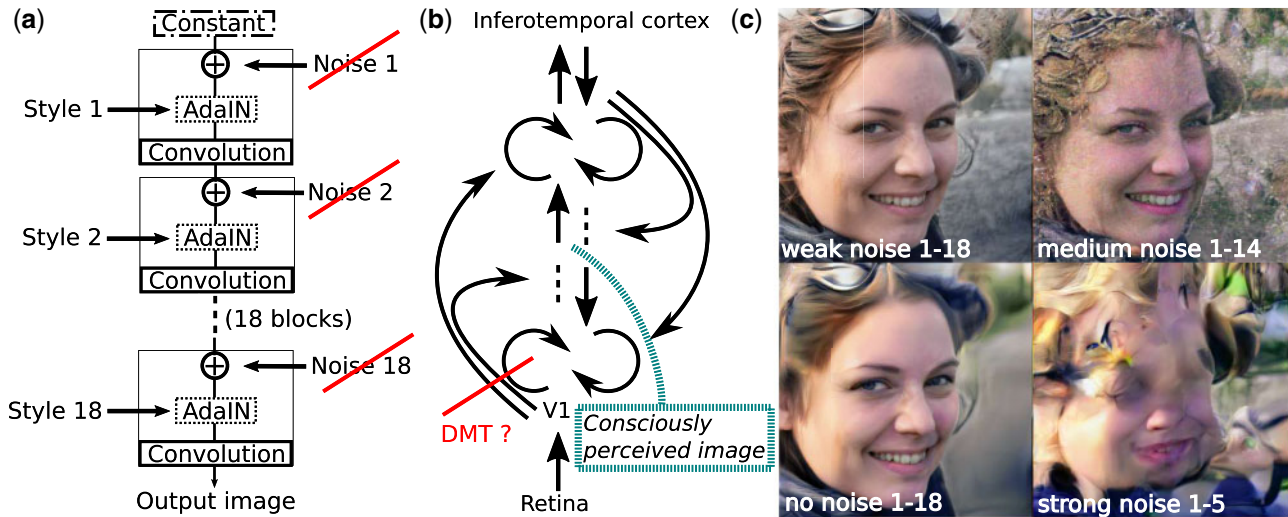 (a)
Constant
Noise 1
Style 1
AdaIN
Convolution
Noise 2
Style 2
AdaIN
Convolution
(18 blocks)
Noise 18
Style 18
AdaIN
Convolution
Output image
(b)
Inferotemporal cortex
V1
DMT ?
Consciously
perceived image
Retina
(c)
weak noise 1-18
medium noise 1-14
no noise 1-18
strong noise 1-5